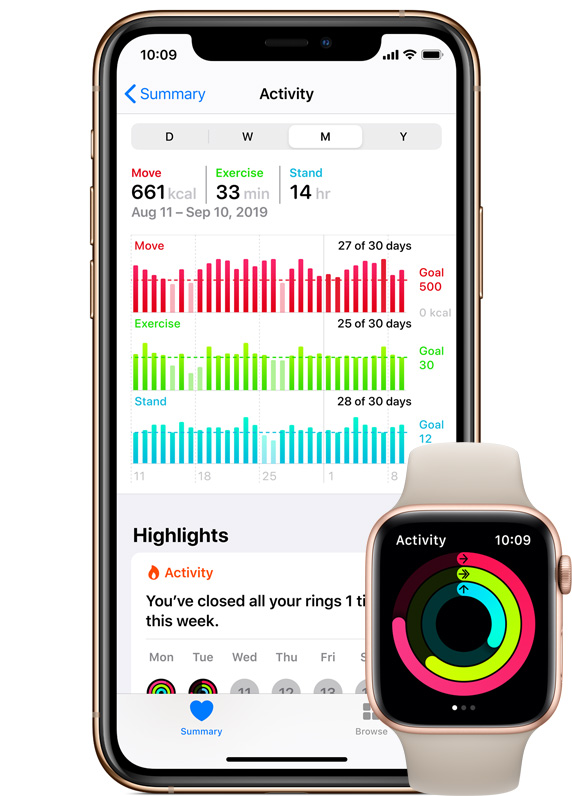 10:09
Summary
Activity
D W M Y
Move Exercise Stand
661 kcal 33 min 14 hr
Aug 11 – Sep 10, 2019
Move 27 of 30 days
Goal
500
0 kcal
Exercise 25 of 30 days
Goal
30
Stand 28 of 30 days
Goal
12
11 18 25 1 8
Highlights
Activity
You've closed all your rings 1 ti
this week.
Mon Tue Wed Thu Fri S
11 12 13
Summary Browse
Activity 10:09